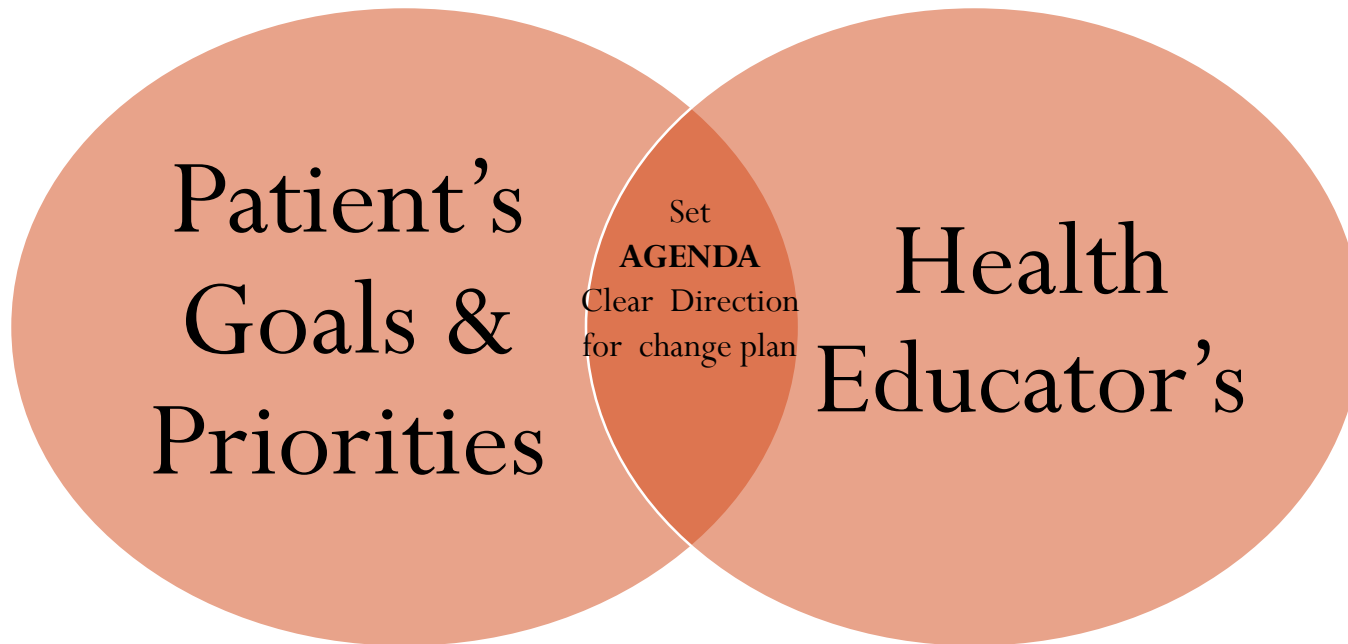 Patient’s
Goals &
Priorities
Set
AGENDA
Clear Direction
for change plan
Health
Educator’s